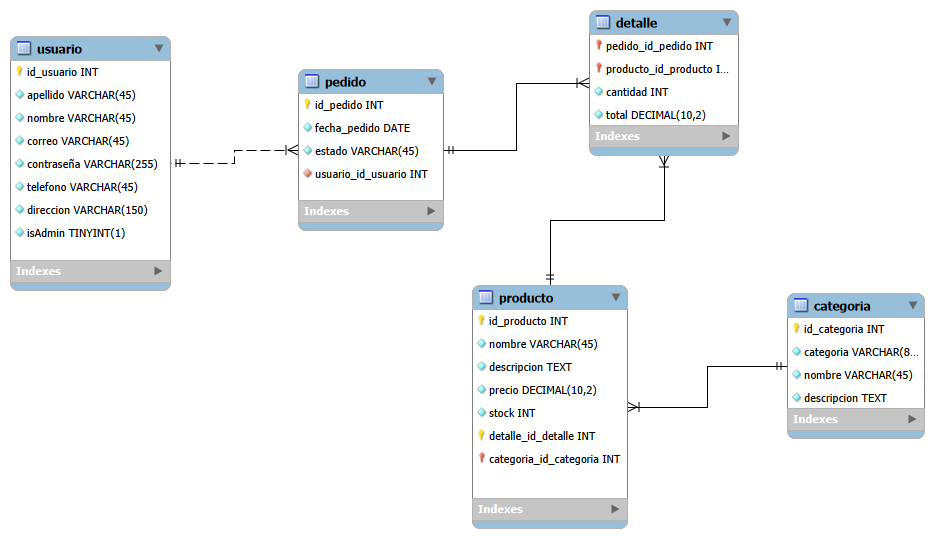 usuario
id_usuario INT
apellido VARCHAR(45)
nombre VARCHAR(45)
correo VARCHAR(45)
contraseña VARCHAR(255)
telefono VARCHAR(45)
direccion VARCHAR(150)
isAdmin TINYINT(1)
Indexes
pedido
id_pedido INT
fecha_pedido DATE
estado VARCHAR(45)
usuario_id_usuario INT
Indexes
detalle
pedido_id_pedido INT
producto_id_producto I...
cantidad INT
total DECIMAL(10,2)
Indexes
producto
id_producto INT
nombre VARCHAR(45)
descripcion TEXT
precio DECIMAL(10,2)
stock INT
detalle_id_detalle INT
categoria_id_categoria INT
Indexes
categoria
id_categoria INT
categoria VARCHAR(8...
nombre VARCHAR(45)
descripcion TEXT
Indexes